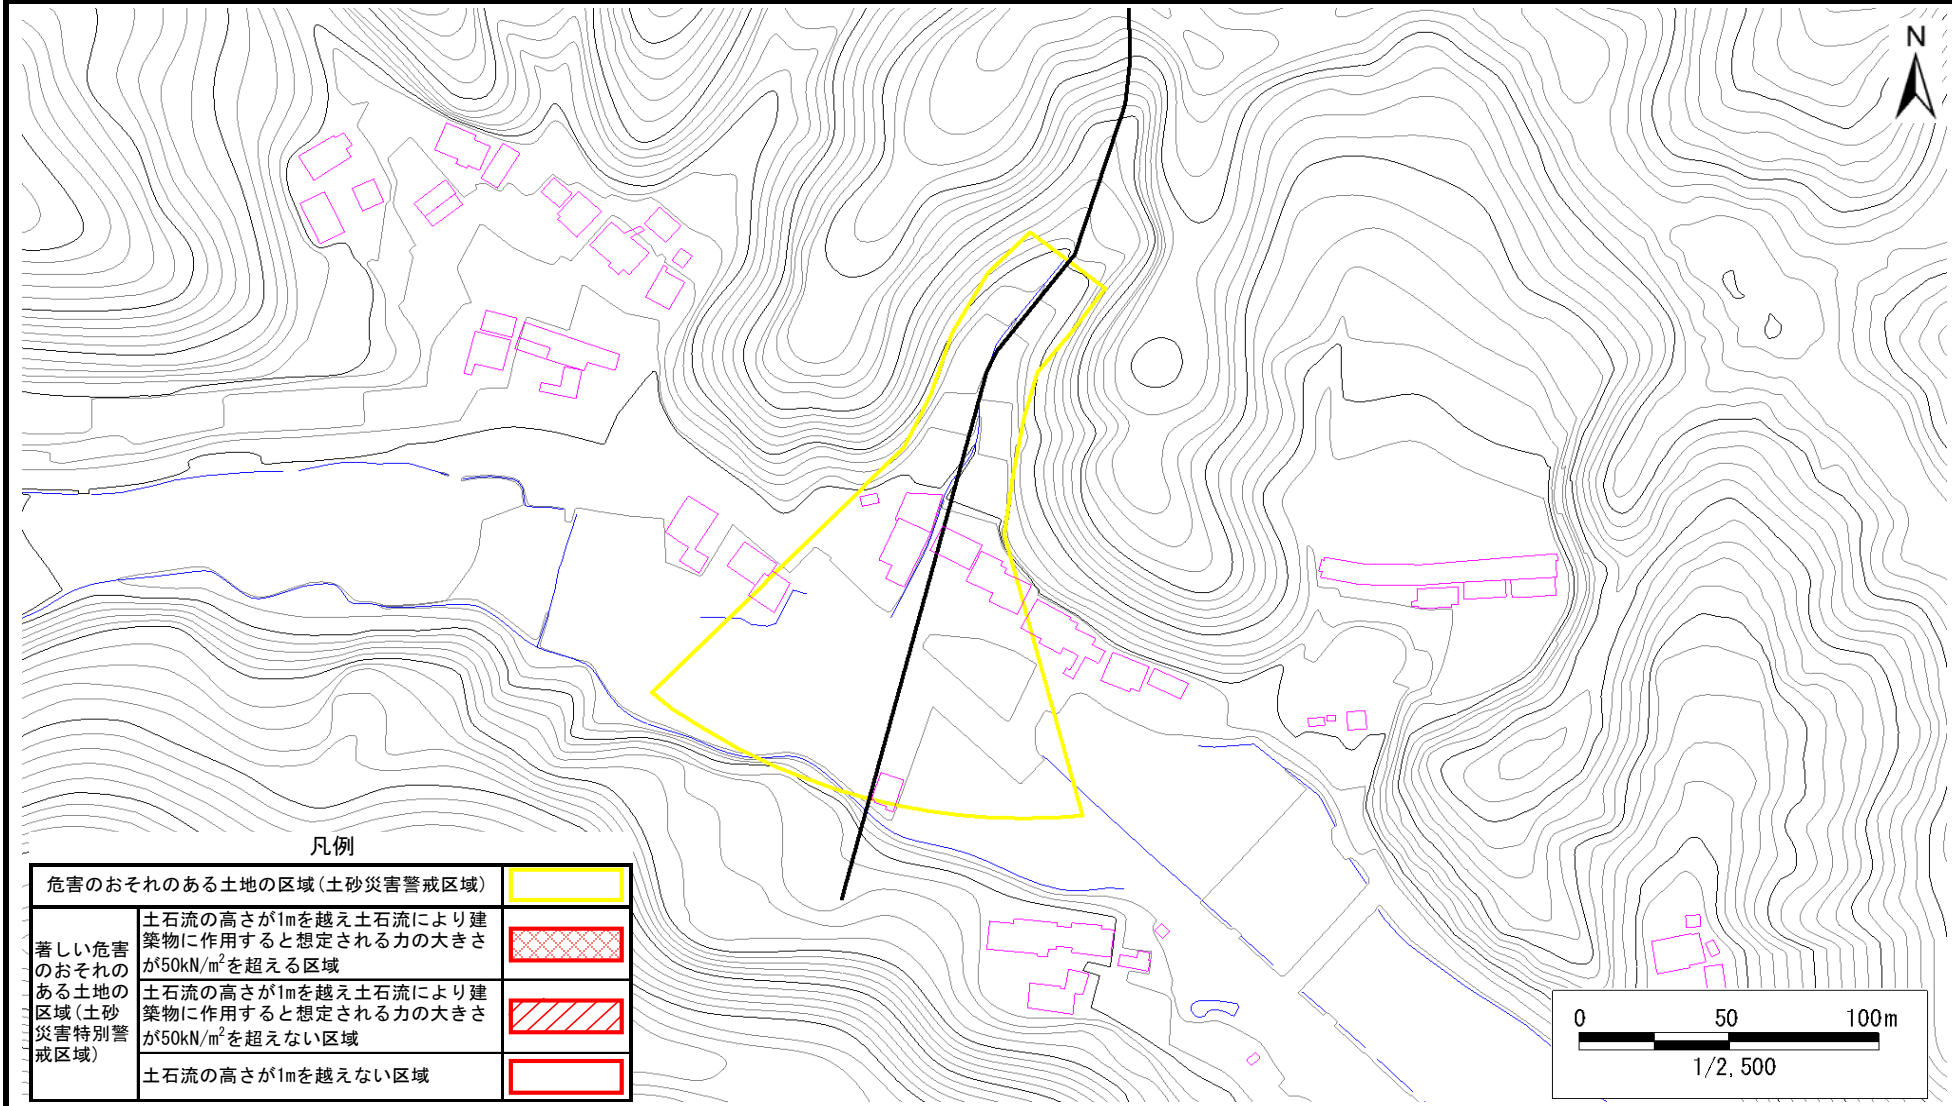 N
凡例
危害のおそれのある土地の区域(土砂災害警戒区域)
著しい危害
のおそれの
ある土地の
区域(土砂
災害特別警
戒区域)
土石流の高さが1mを越え土石流により建
築物に作用すると想定される力の大きさ
が50kN/m²を超える区域
土石流の高さが1mを越え土石流により建
築物に作用すると想定される力の大きさ
が50kN/m²を超えない区域
土石流の高さが1mを越えない区域
0 50 100m
1/2,500